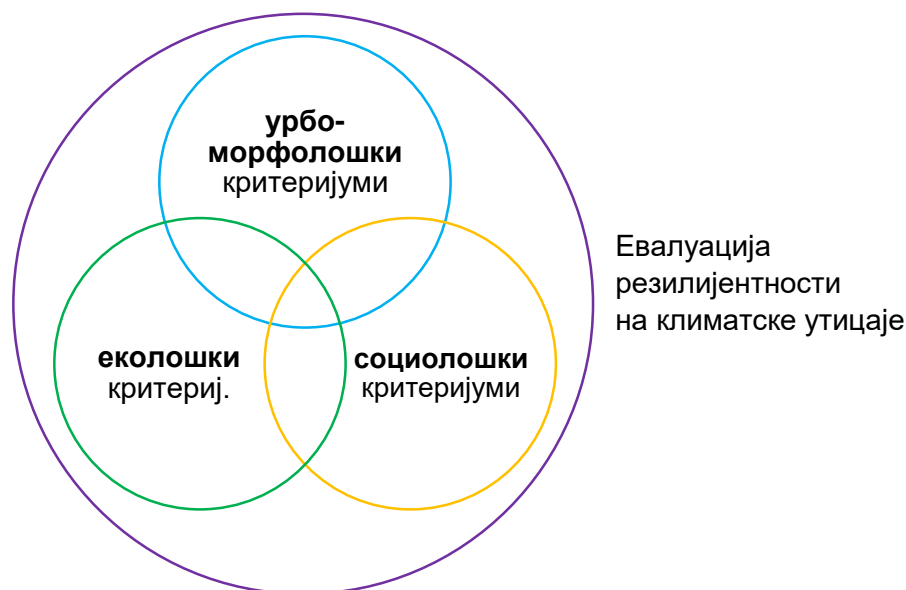 урбо-
морфолошки
критеријуми
еколошки
критериј.
социолошки
критеријуми
Евалуација
резилијентности
на климатске утицаје